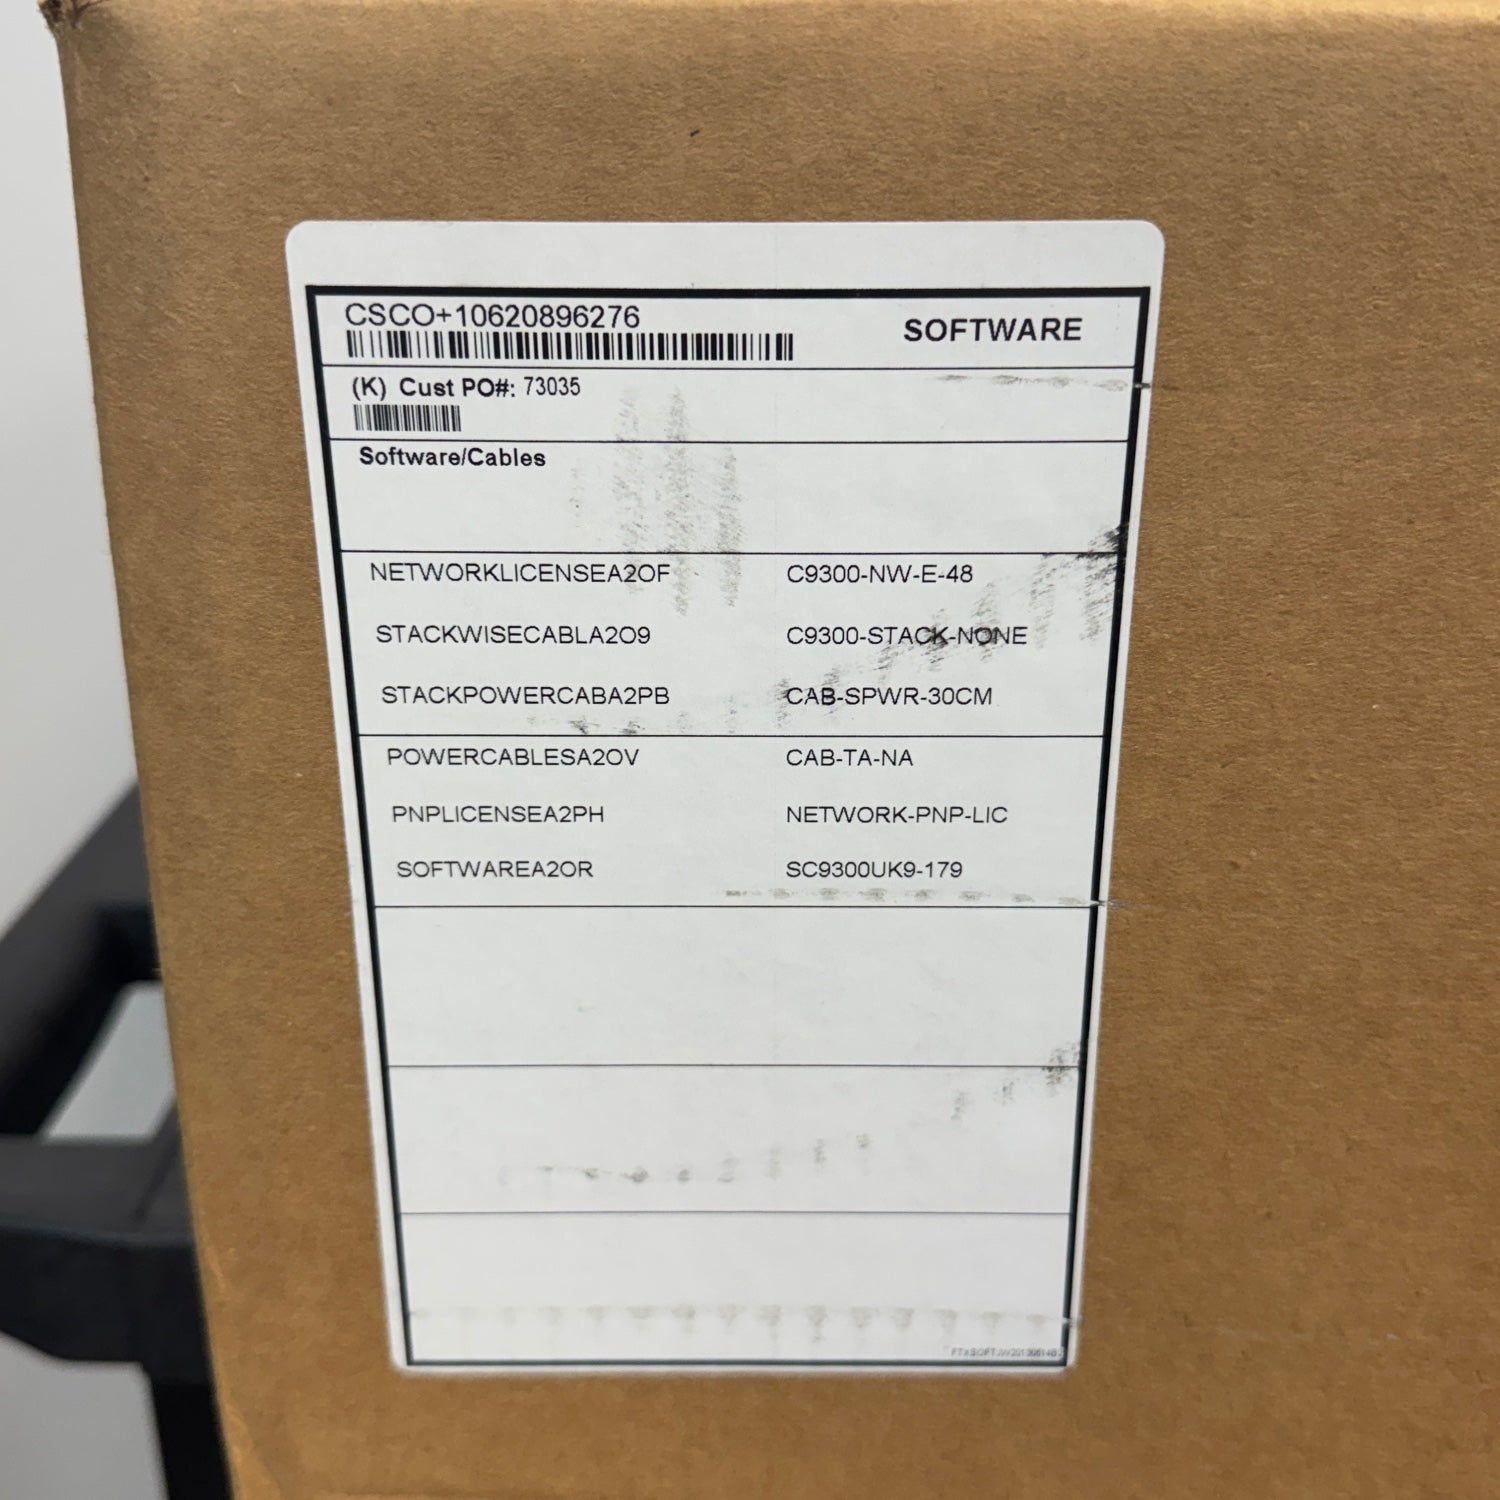 CSCO+10620896276
SOFTWARE
(K) Cust PO#: 73035
Software/Cables
NETWORKLICENSEA2OF C9300-NW-E-48
STACKWISECABLA2O9 C9300-STACK-NONE
STACKPOWERCABA2PB CAB-SPWR-30CM
POWERCABLESA2OV CAB-TA-NA
PNPLICENSEA2PH NETWORK-PNP-LIC
SOFTWAREA2OR SC9300UK9-179